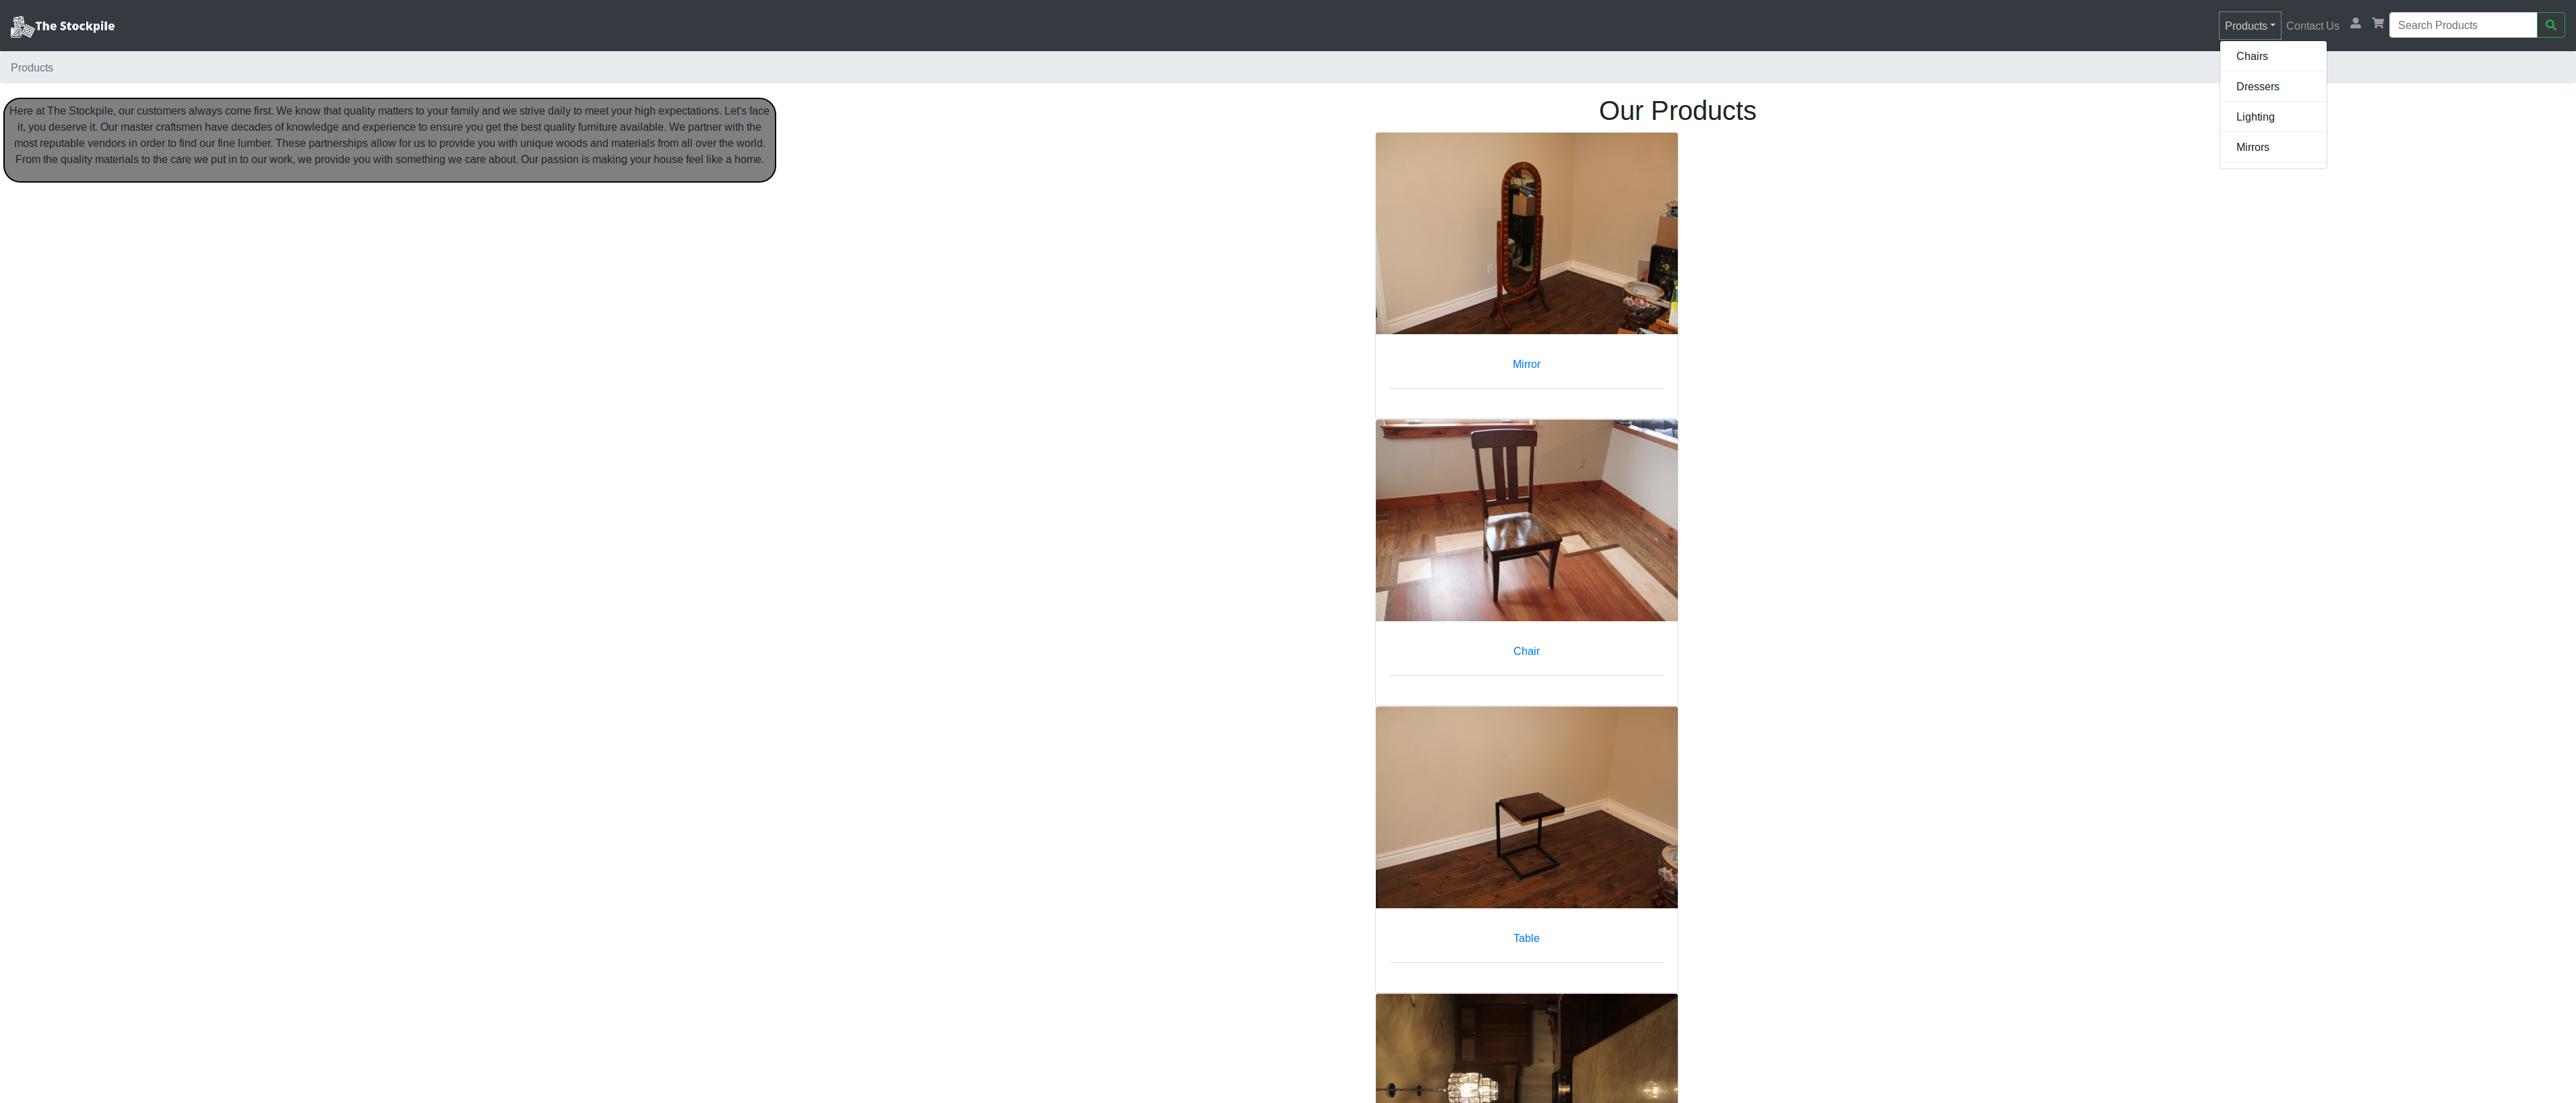 The Stockpile
Products
Contact Us
Search Products
Chairs
Dressers
Lighting
Mirrors
Products
Here at The Stockpile, our customers always come first. We know that quality matters to your family and we strive daily to meet your high expectations. Let's face
it, you deserve it. Our master craftsmen have decades of knowledge and experience to ensure you get the best quality furniture available. We partner with the
most reputable vendors in order to find our fine lumber. These partnerships allow for us to provide you with unique woods and materials from all over the world.
From the quality materials to the care we put in to our work, we provide you with something we care about. Our passion is making your house feel like a home.
Our Products
Mirror
Chair
Table